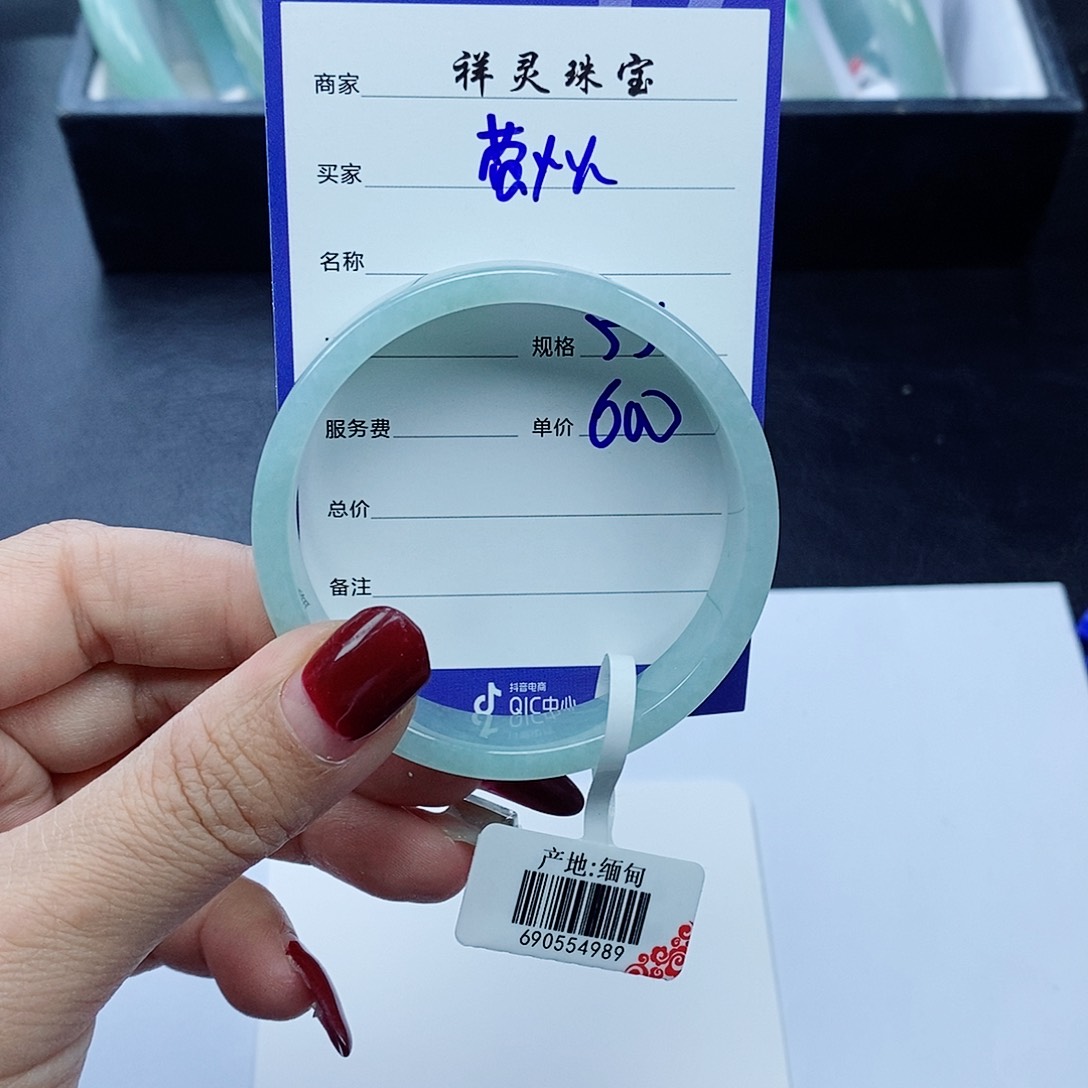 商家 祥灵珠宝
买家
名称
规格
服务费 单价 600
总价
备注
抖音电商
QIC中心
产地:缅甸
690554989